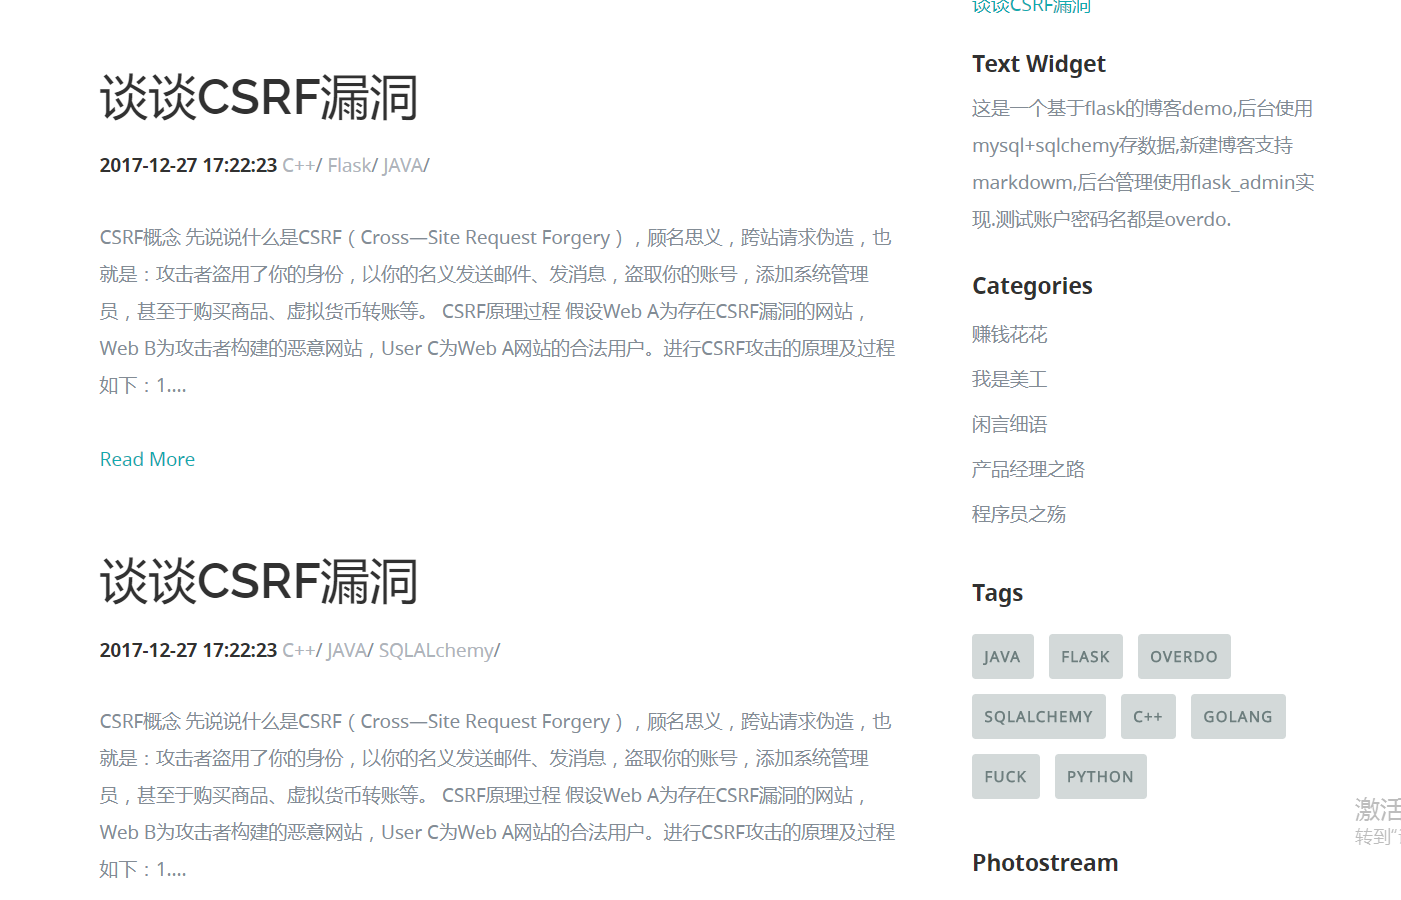 谈谈CSRF漏洞
2017-12-27 17:22:23 C++/ Flask/ JAVA/
CSRF概念 先说说什么是CSRF（Cross—Site Request Forgery），顾名思义，跨站请求伪造，也
就是：攻击者盗用了你的身份，以你的名义发送邮件、发消息，盗取你的账号，添加系统管理
员，甚至于购买商品、虚拟货币转账等。 CSRF原理过程 假设Web A为存在CSRF漏洞的网站，
Web B为攻击者构建的恶意网站，User C为Web A网站的合法用户。进行CSRF攻击的原理及过程
如下：1....
Read More
谈谈CSRF漏洞
2017-12-27 17:22:23 C++/ JAVA/ SQLALchemy/
CSRF概念 先说说什么是CSRF（Cross—Site Request Forgery），顾名思义，跨站请求伪造，也
就是：攻击者盗用了你的身份，以你的名义发送邮件、发消息，盗取你的账号，添加系统管理
员，甚至于购买商品、虚拟货币转账等。 CSRF原理过程 假设Web A为存在CSRF漏洞的网站，
Web B为攻击者构建的恶意网站，User C为Web A网站的合法用户。进行CSRF攻击的原理及过程
如下：1....
谈谈CSRF漏洞
Text Widget
这是一个基于flask的博客demo,后台使用
mysql+sqlchemy存数据,新建博客支持
markdowm,后台管理使用flask_admin实
现.测试账户密码名都是overdo.
Categories
赚钱花花
我是美工
闲言细语
产品经理之路
程序员之殇
Tags
JAVA FLASK OVERDO
SQLALCHEMY C++ GOLANG
FUCK PYTHON
Photostream
激活
转到“